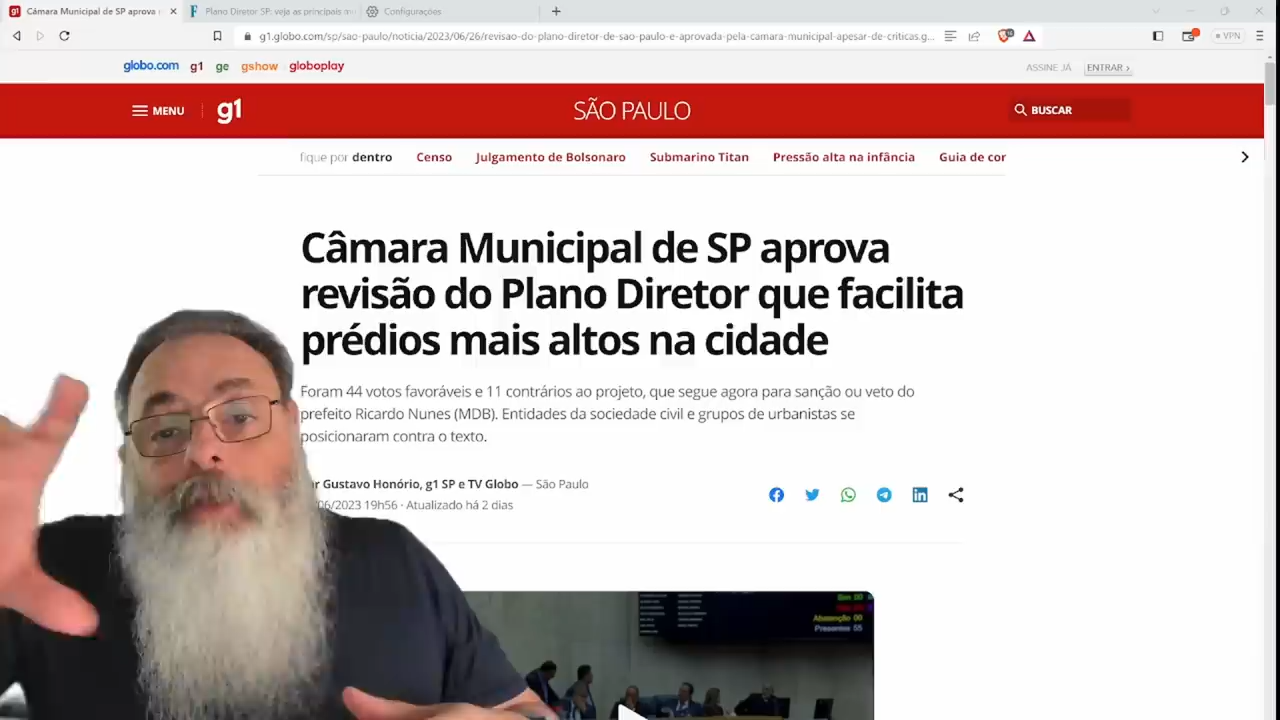 Câmara Municipal de SP aprova
Plano Diretor SP: veja as principais mu
Configurações
g1.globo.com/sp/sao-paulo/noticia/2023/06/26/revisao-do-plano-diretor-de-sao-paulo-e-aprovada-pela-camara-municipal-apesar-de-criticas.g...
VPN
globo.com g1 ge gshow globoplay
ASSINE JÁ ENTRAR ›
MENU g1 SÃO PAULO BUSCAR
fique por dentro Censo Julgamento de Bolsonaro Submarino Titan Pressão alta na infância Guia de cor
Câmara Municipal de SP aprova
revisão do Plano Diretor que facilita
prédios mais altos na cidade
Foram 44 votos favoráveis e 11 contrários ao projeto, que segue agora para sanção ou veto do
prefeito Ricardo Nunes (MDB). Entidades da sociedade civil e grupos de urbanistas se
posicionaram contra o texto.
Gustavo Honório, g1 SP e TV Globo — São Paulo
/06/2023 19h56 · Atualizado há 2 dias
Abstenção 00
Presentes 55